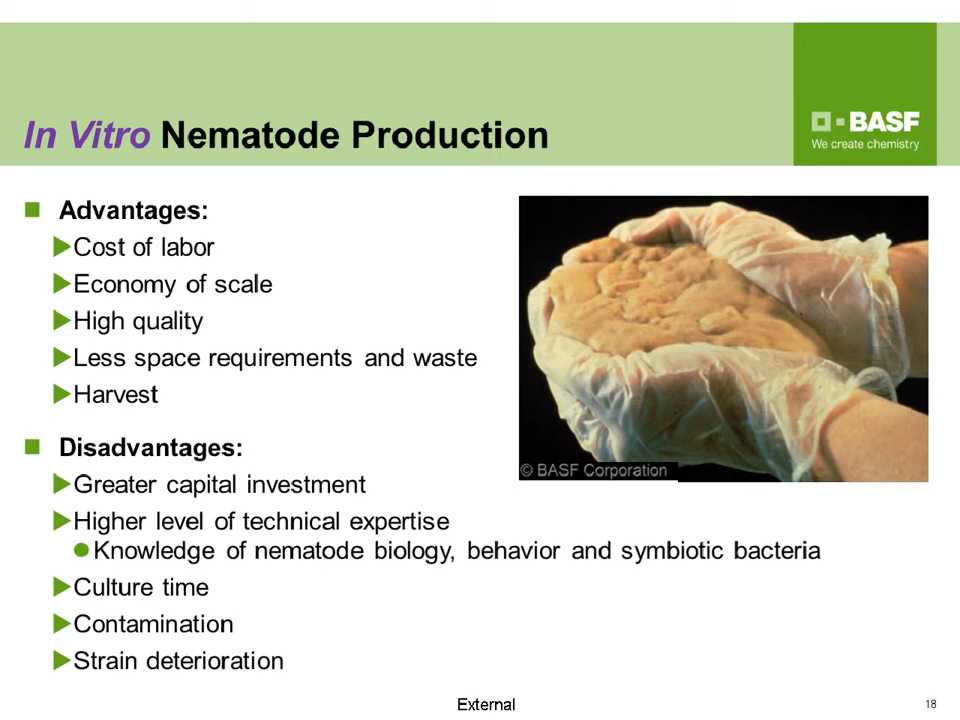 In Vitro Nematode Production
BASF
We create chemistry
Advantages:
Cost of labor
Economy of scale
High quality
Less space requirements and waste
Harvest
© BASF Corporation
Disadvantages:
Greater capital investment
Higher level of technical expertise
Knowledge of nematode biology, behavior and symbiotic bacteria
Culture time
Contamination
Strain deterioration
External
18